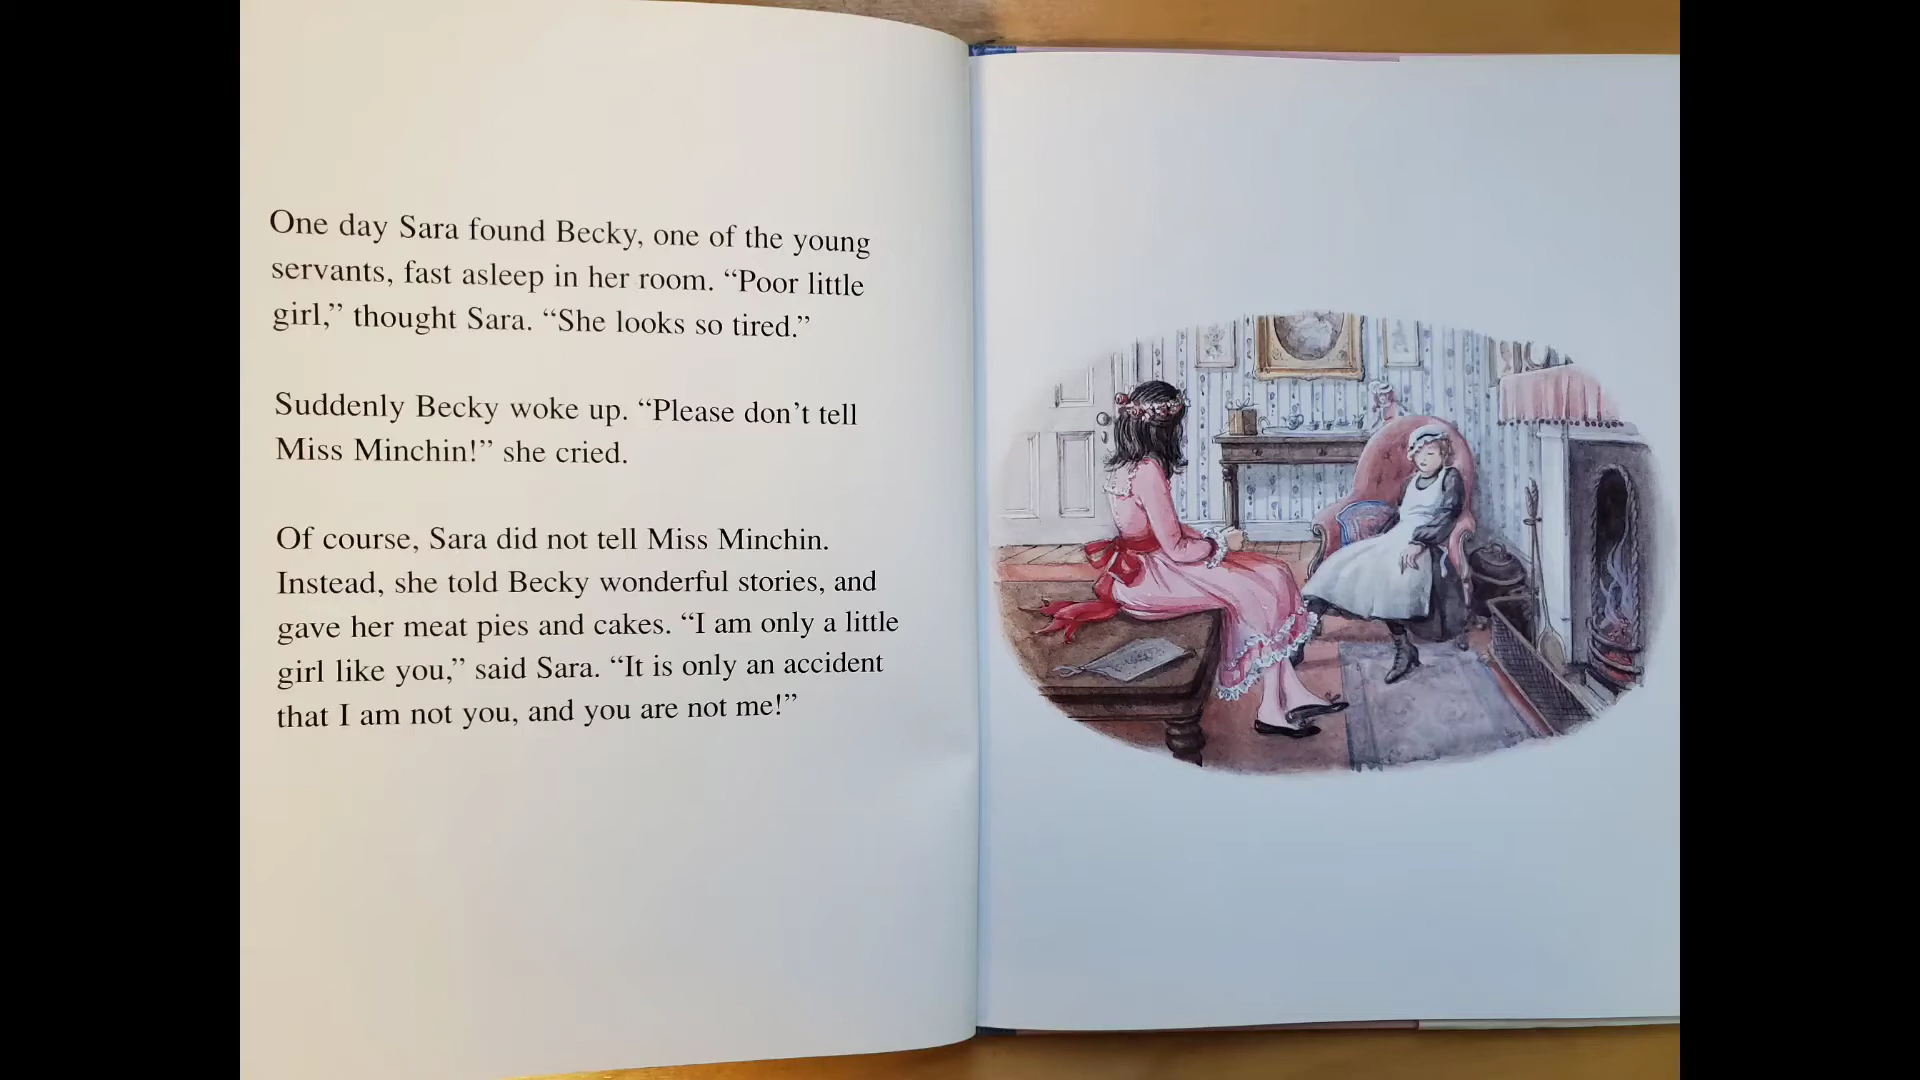 One day Sara found Becky, one of the young
servants, fast asleep in her room. “Poor little
girl,” thought Sara. “She looks so tired.”
Suddenly Becky woke up. “Please don’t tell
Miss Minchin!” she cried.
Of course, Sara did not tell Miss Minchin.
Instead, she told Becky wonderful stories, and
gave her meat pies and cakes. “I am only a little
girl like you,” said Sara. “It is only an accident
that I am not you, and you are not me!”